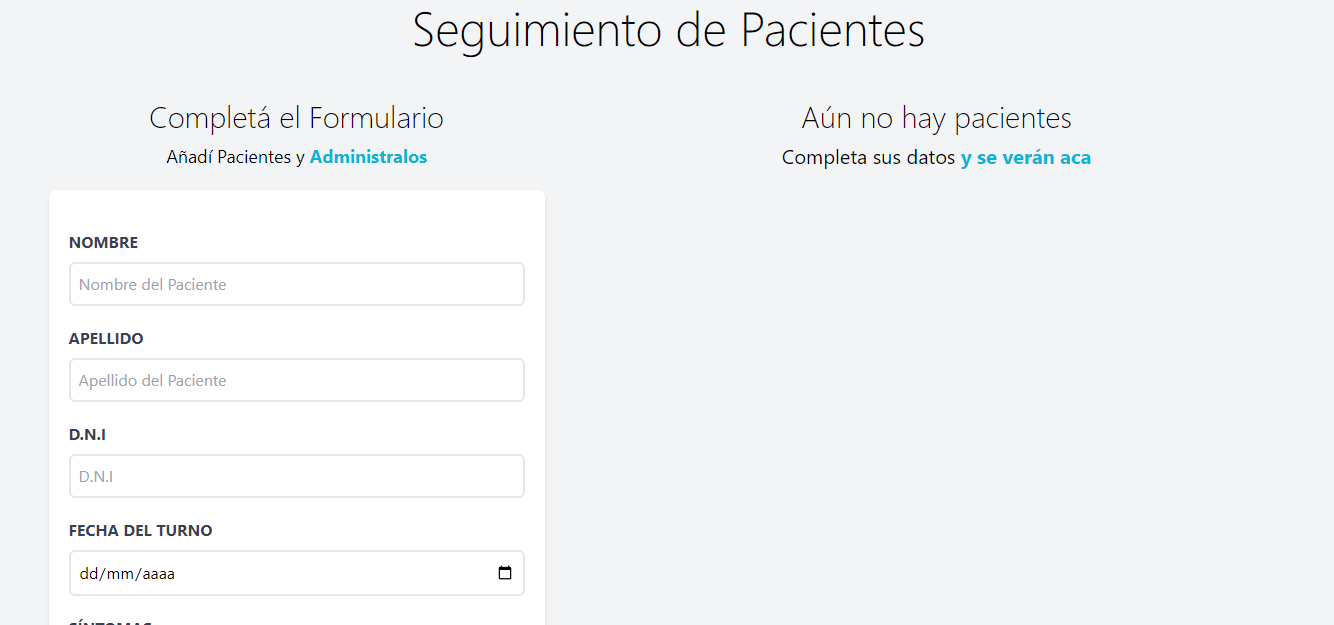 Seguimiento de Pacientes
Completá el Formulario
Añadí Pacientes y Administralos
NOMBRE
Nombre del Paciente
APELLIDO
Apellido del Paciente
D.N.I
D.N.I
FECHA DEL TURNO
dd/mm/aaaa
SÍNTOMAS
Aún no hay pacientes
Completa sus datos y se verán aca